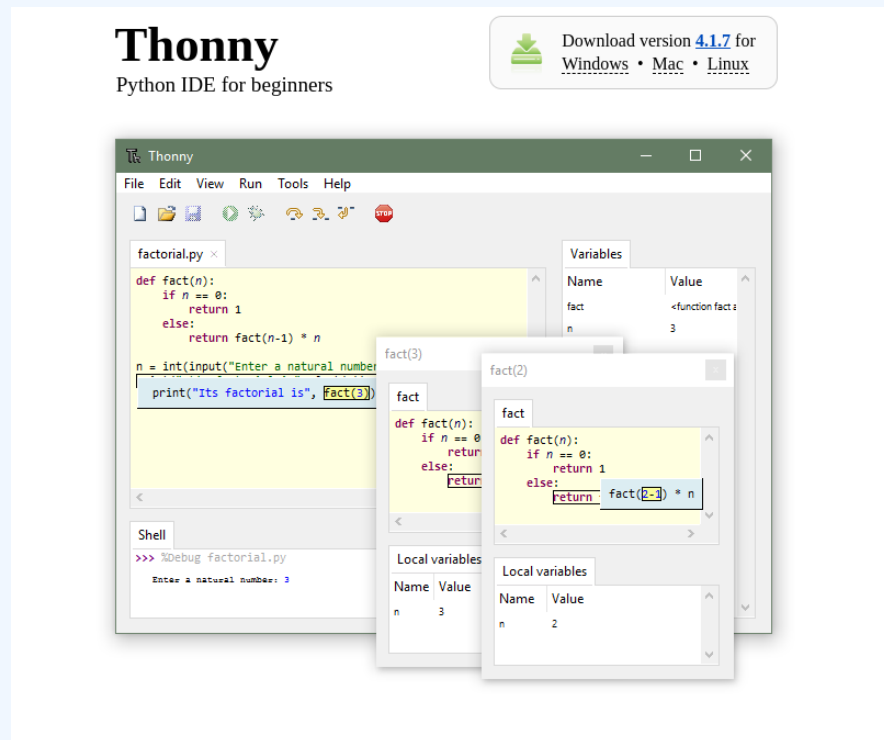 Thonny
Python IDE for beginners
Download version 4.1.7 for
Windows • Mac • Linux
Thonny
File Edit View Run Tools Help
STOP
factorial.py ×
def fact(n):
    if n == 0:
        return 1
    else:
        return fact(n-1) * n
n = int(input("Enter a natural number
print("Its factorial is", fact(3))
Shell
>>> %Debug factorial.py
Enter a natural number: 3
Variables
Name Value
fact <function fact a
n 3
fact(3)
fact
def fact(n):
    if n == 0
        retur
    else:
        return
Local variables
Name Value
n 3
fact(2)
fact
def fact(n):
    if n == 0:
        return 1
    else:
        return fact(2-1) * n
Local variables
Name Value
n 2